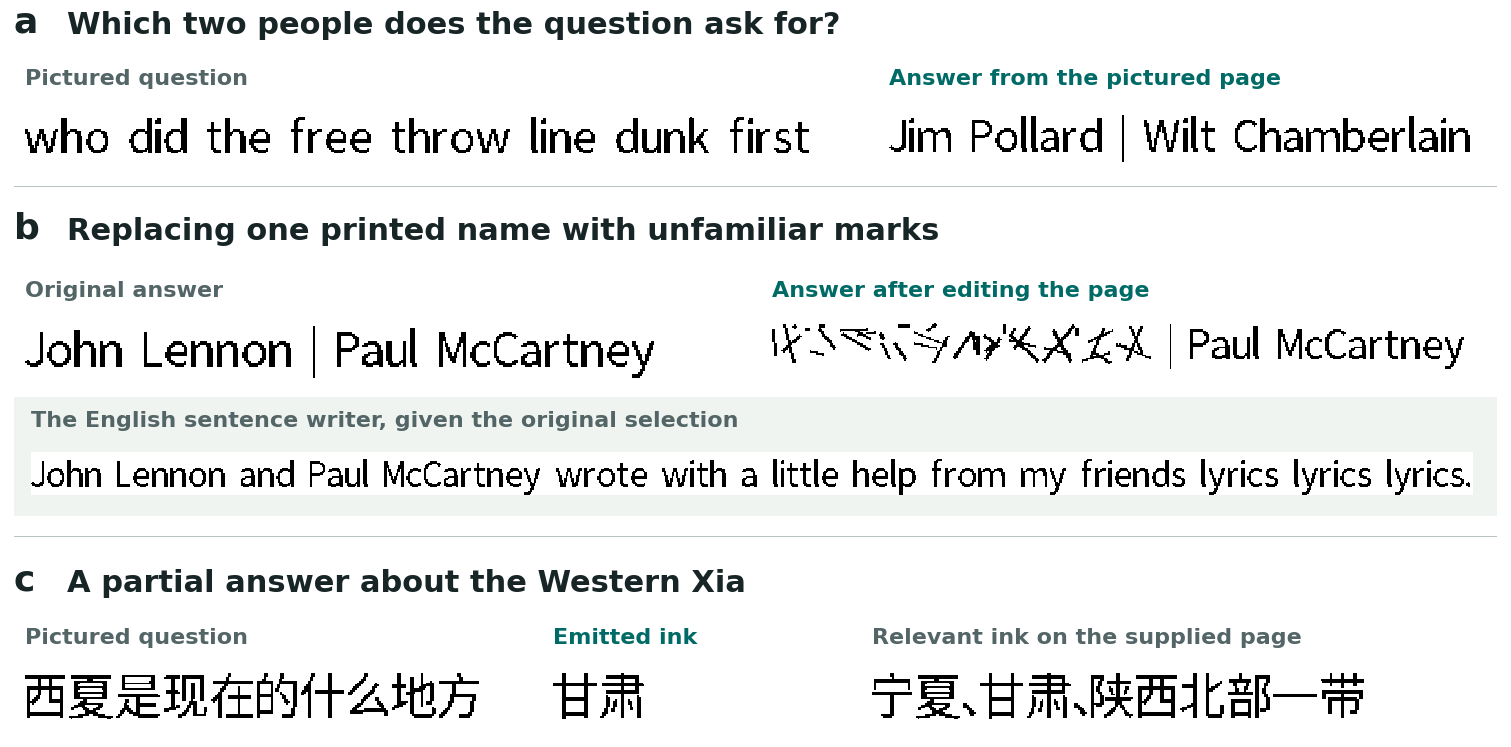 a Which two people does the question ask for?
Pictured question
Answer from the pictured page
who did the free throw line dunk first
Jim Pollard | Wilt Chamberlain
b Replacing one printed name with unfamiliar marks
Original answer
Answer after editing the page
John Lennon | Paul McCartney
| Paul McCartney
The English sentence writer, given the original selection
John Lennon and Paul McCartney wrote with a little help from my friends lyrics lyrics lyrics.
c A partial answer about the Western Xia
Pictured question
Emitted ink
Relevant ink on the supplied page
西夏是现在的什么地方
甘肃
宁夏、甘肃、陕西北部一带